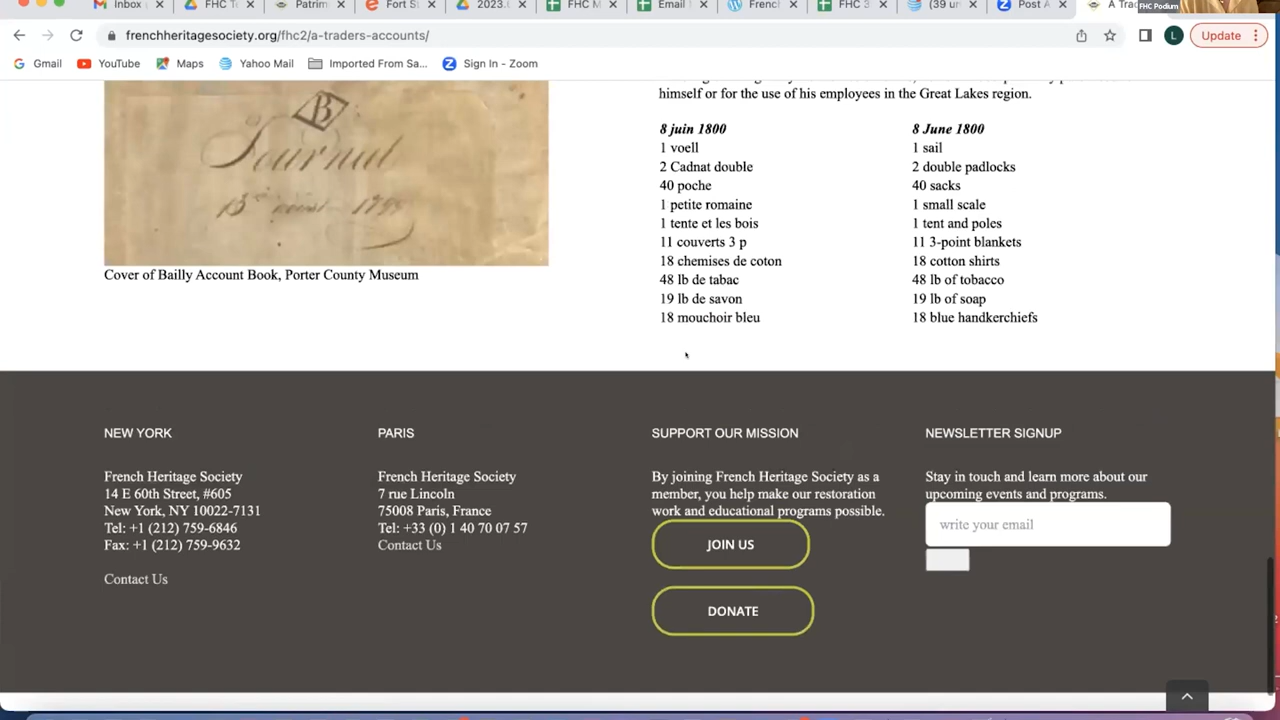 Inbox
FHC T
Patrim
Fort S
2023.0
FHC M
Email
French
FHC 3
(39 un
Post A
A Trac
FHC Podium
frenchheritagesociety.org/fhc2/a-traders-accounts/
L
Update
Gmail
YouTube
Maps
Yahoo Mail
Imported From Sa...
Sign In - Zoom
himself or for the use of his employees in the Great Lakes region.
B
Journal
Cover of Bailly Account Book, Porter County Museum
8 juin 1800
1 voell
2 Cadnat double
40 poche
1 petite romaine
1 tente et les bois
11 couverts 3 p
18 chemises de coton
48 lb de tabac
19 lb de savon
18 mouchoir bleu
8 June 1800
1 sail
2 double padlocks
40 sacks
1 small scale
1 tent and poles
11 3-point blankets
18 cotton shirts
48 lb of tobacco
19 lb of soap
18 blue handkerchiefs
NEW YORK
French Heritage Society
14 E 60th Street, #605
New York, NY 10022-7131
Tel: +1 (212) 759-6846
Fax: +1 (212) 759-9632
Contact Us
PARIS
French Heritage Society
7 rue Lincoln
75008 Paris, France
Tel: +33 (0) 1 40 70 07 57
Contact Us
SUPPORT OUR MISSION
By joining French Heritage Society as a
member, you help make our restoration
work and educational programs possible.
JOIN US
DONATE
NEWSLETTER SIGNUP
Stay in touch and learn more about our
upcoming events and programs.
write your email